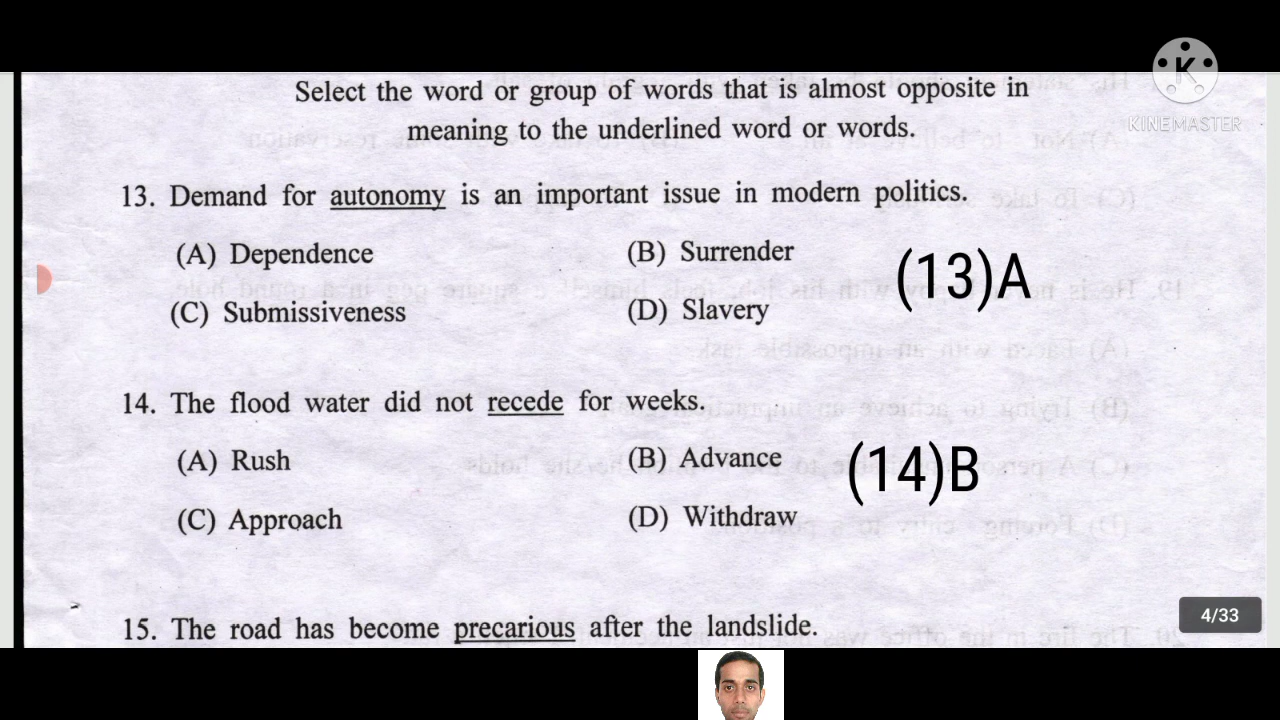 KINEMASTER
Select the word or group of words that is almost opposite in
meaning to the underlined word or words.
13. Demand for autonomy is an important issue in modern politics.
(A) Dependence (B) Surrender
(C) Submissiveness (D) Slavery
(13)A
14. The flood water did not recede for weeks.
(A) Rush (B) Advance
(C) Approach (D) Withdraw
(14)B
15. The road has become precarious after the landslide.
4/33